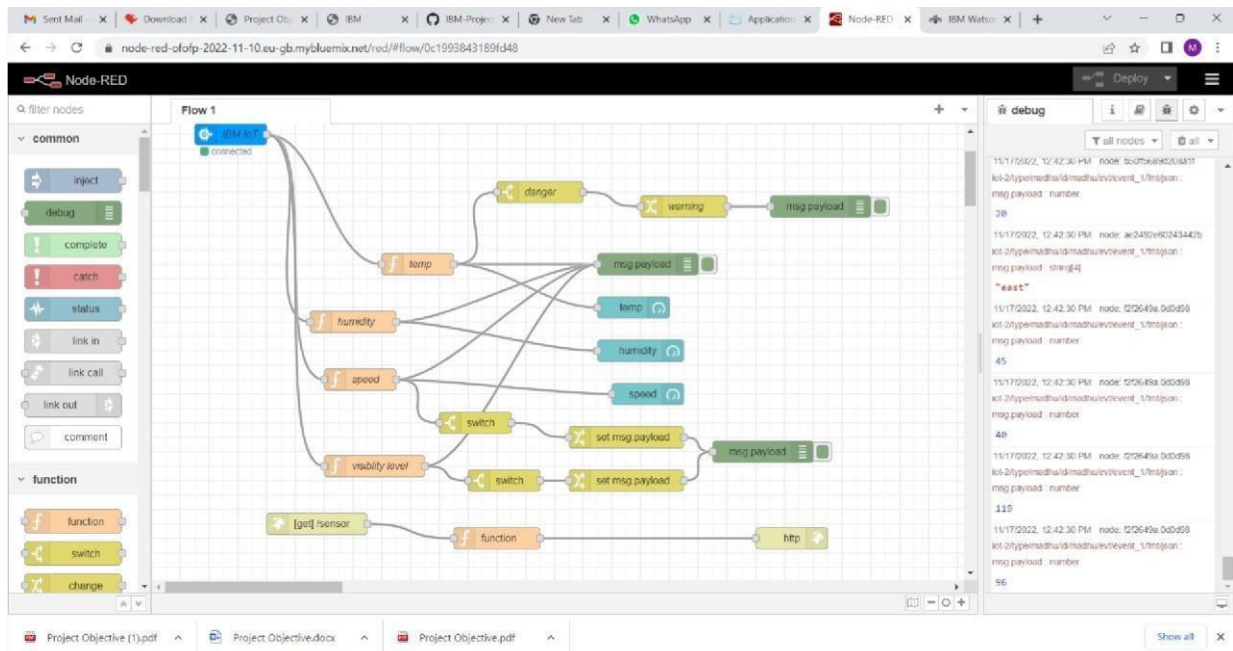 Sent Mail -
Download
Project Obj
IBM
IBM-Project
New Tab
WhatsApp
Application
Node-RED
IBM Watso
node-red-ofofp-2022-11-10.eu-gb.mybluemix.net/red/#flow/0c1993843189fd48
M
Node-RED
Deploy
filter nodes
Flow 1
debug
common
all nodes
all
inject
debug
complete
catch
status
link in
link call
link out
comment
function
function
switch
change
IBM IoT
connected
danger
warning
msg.payload
temp
msg.payload
temp
humidity
humidity
speed
speed
switch
set msg.payload
msg.payload
visiblity level
switch
set msg.payload
[get] /sensor
function
http
11/17/2022, 12:42:30 PM node:
iot-2/type/madhu/id/madhu/evt/event_1/fmt/json :
msg.payload : number
20
11/17/2022, 12:42:30 PM node: ae2492e60243442b
iot-2/type/madhu/id/madhu/evt/event_1/fmt/json :
msg.payload : string[4]
"east"
11/17/2022, 12:42:30 PM node: f2f2649a.0d0d98
iot-2/type/madhu/id/madhu/evt/event_1/fmt/json :
msg.payload : number
45
11/17/2022, 12:42:30 PM node: f2f2649a.0d0d98
iot-2/type/madhu/id/madhu/evt/event_1/fmt/json :
msg.payload : number
40
11/17/2022, 12:42:30 PM node: f2f2649a.0d0d98
iot-2/type/madhu/id/madhu/evt/event_1/fmt/json :
msg.payload : number
119
11/17/2022, 12:42:30 PM node: f2f2649a.0d0d98
iot-2/type/madhu/id/madhu/evt/event_1/fmt/json :
msg.payload : number
96
Project Objective (1).pdf
Project Objective.docx
Project Objective.pdf
Show all